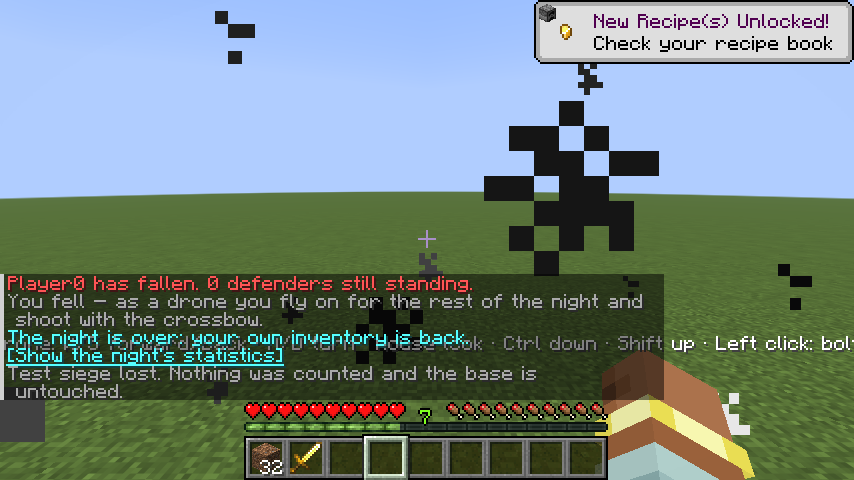 New Recipe(s) Unlocked!
Check your recipe book
Player0 has fallen. 0 defenders still standing.
You fell — as a drone you fly on for the rest of the night and
shoot with the crossbow.
The night is over: your own inventory is back.
look · Ctrl down · Shift up · Left click: bol
[Show the night's statistics]
Test siege lost. Nothing was counted and the base is
untouched.
7
32